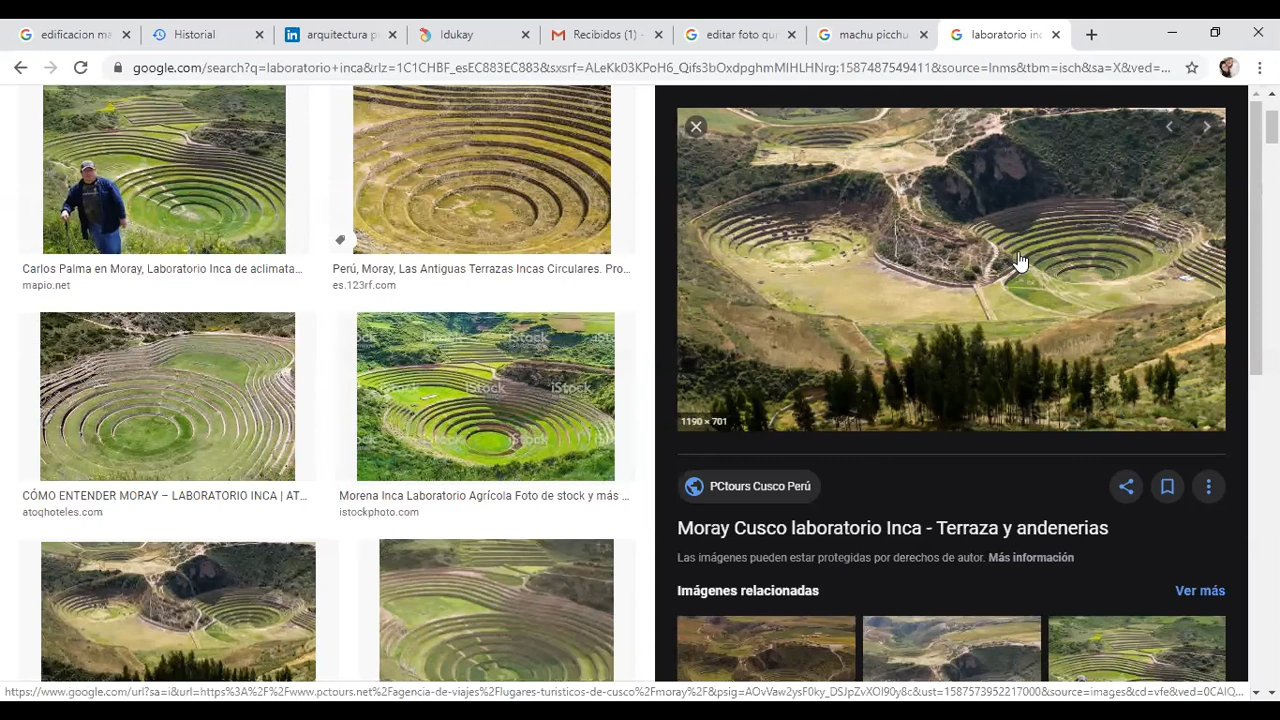 edificacion ma
Historial
arquitectura p
Idukay
Recibidos (1) -
editar foto qu
machu picchu
laboratorio inc
google.com/search?q=laboratorio+inca&rlz=1C1CHBF_esEC883EC883&sxsrf=ALeKk03KPoH6_Qifs3bOxdpghmMIHLHNrg:1587487549411&source=lnms&tbm=isch&sa=X&ved=...
1190 × 701
Carlos Palma en Moray, Laboratorio Inca de aclimata...
mapio.net
Perú, Moray, Las Antiguas Terrazas Incas Circulares. Pro...
es.123rf.com
iStock
iStock
iStock
CÓMO ENTENDER MORAY – LABORATORIO INCA | AT...
atoqhoteles.com
Morena Inca Laboratorio Agrícola Foto de stock y más ...
istockphoto.com
PCtours Cusco Perú
Moray Cusco laboratorio Inca - Terraza y andenerias
Las imágenes pueden estar protegidas por derechos de autor. Más información
Imágenes relacionadas
Ver más
https://www.google.com/url?sa=i&url=https%3A%2F%2Fwww.pctours.net%2Fagencia-de-viajes%2Flugares-turisticos-de-cusco%2Fmoray%2F&psig=AOvVaw2ysF0ky_DSJpZvXOI90y8c&ust=1587573952217000&source=images&cd=vfe&ved=0CAIQ...